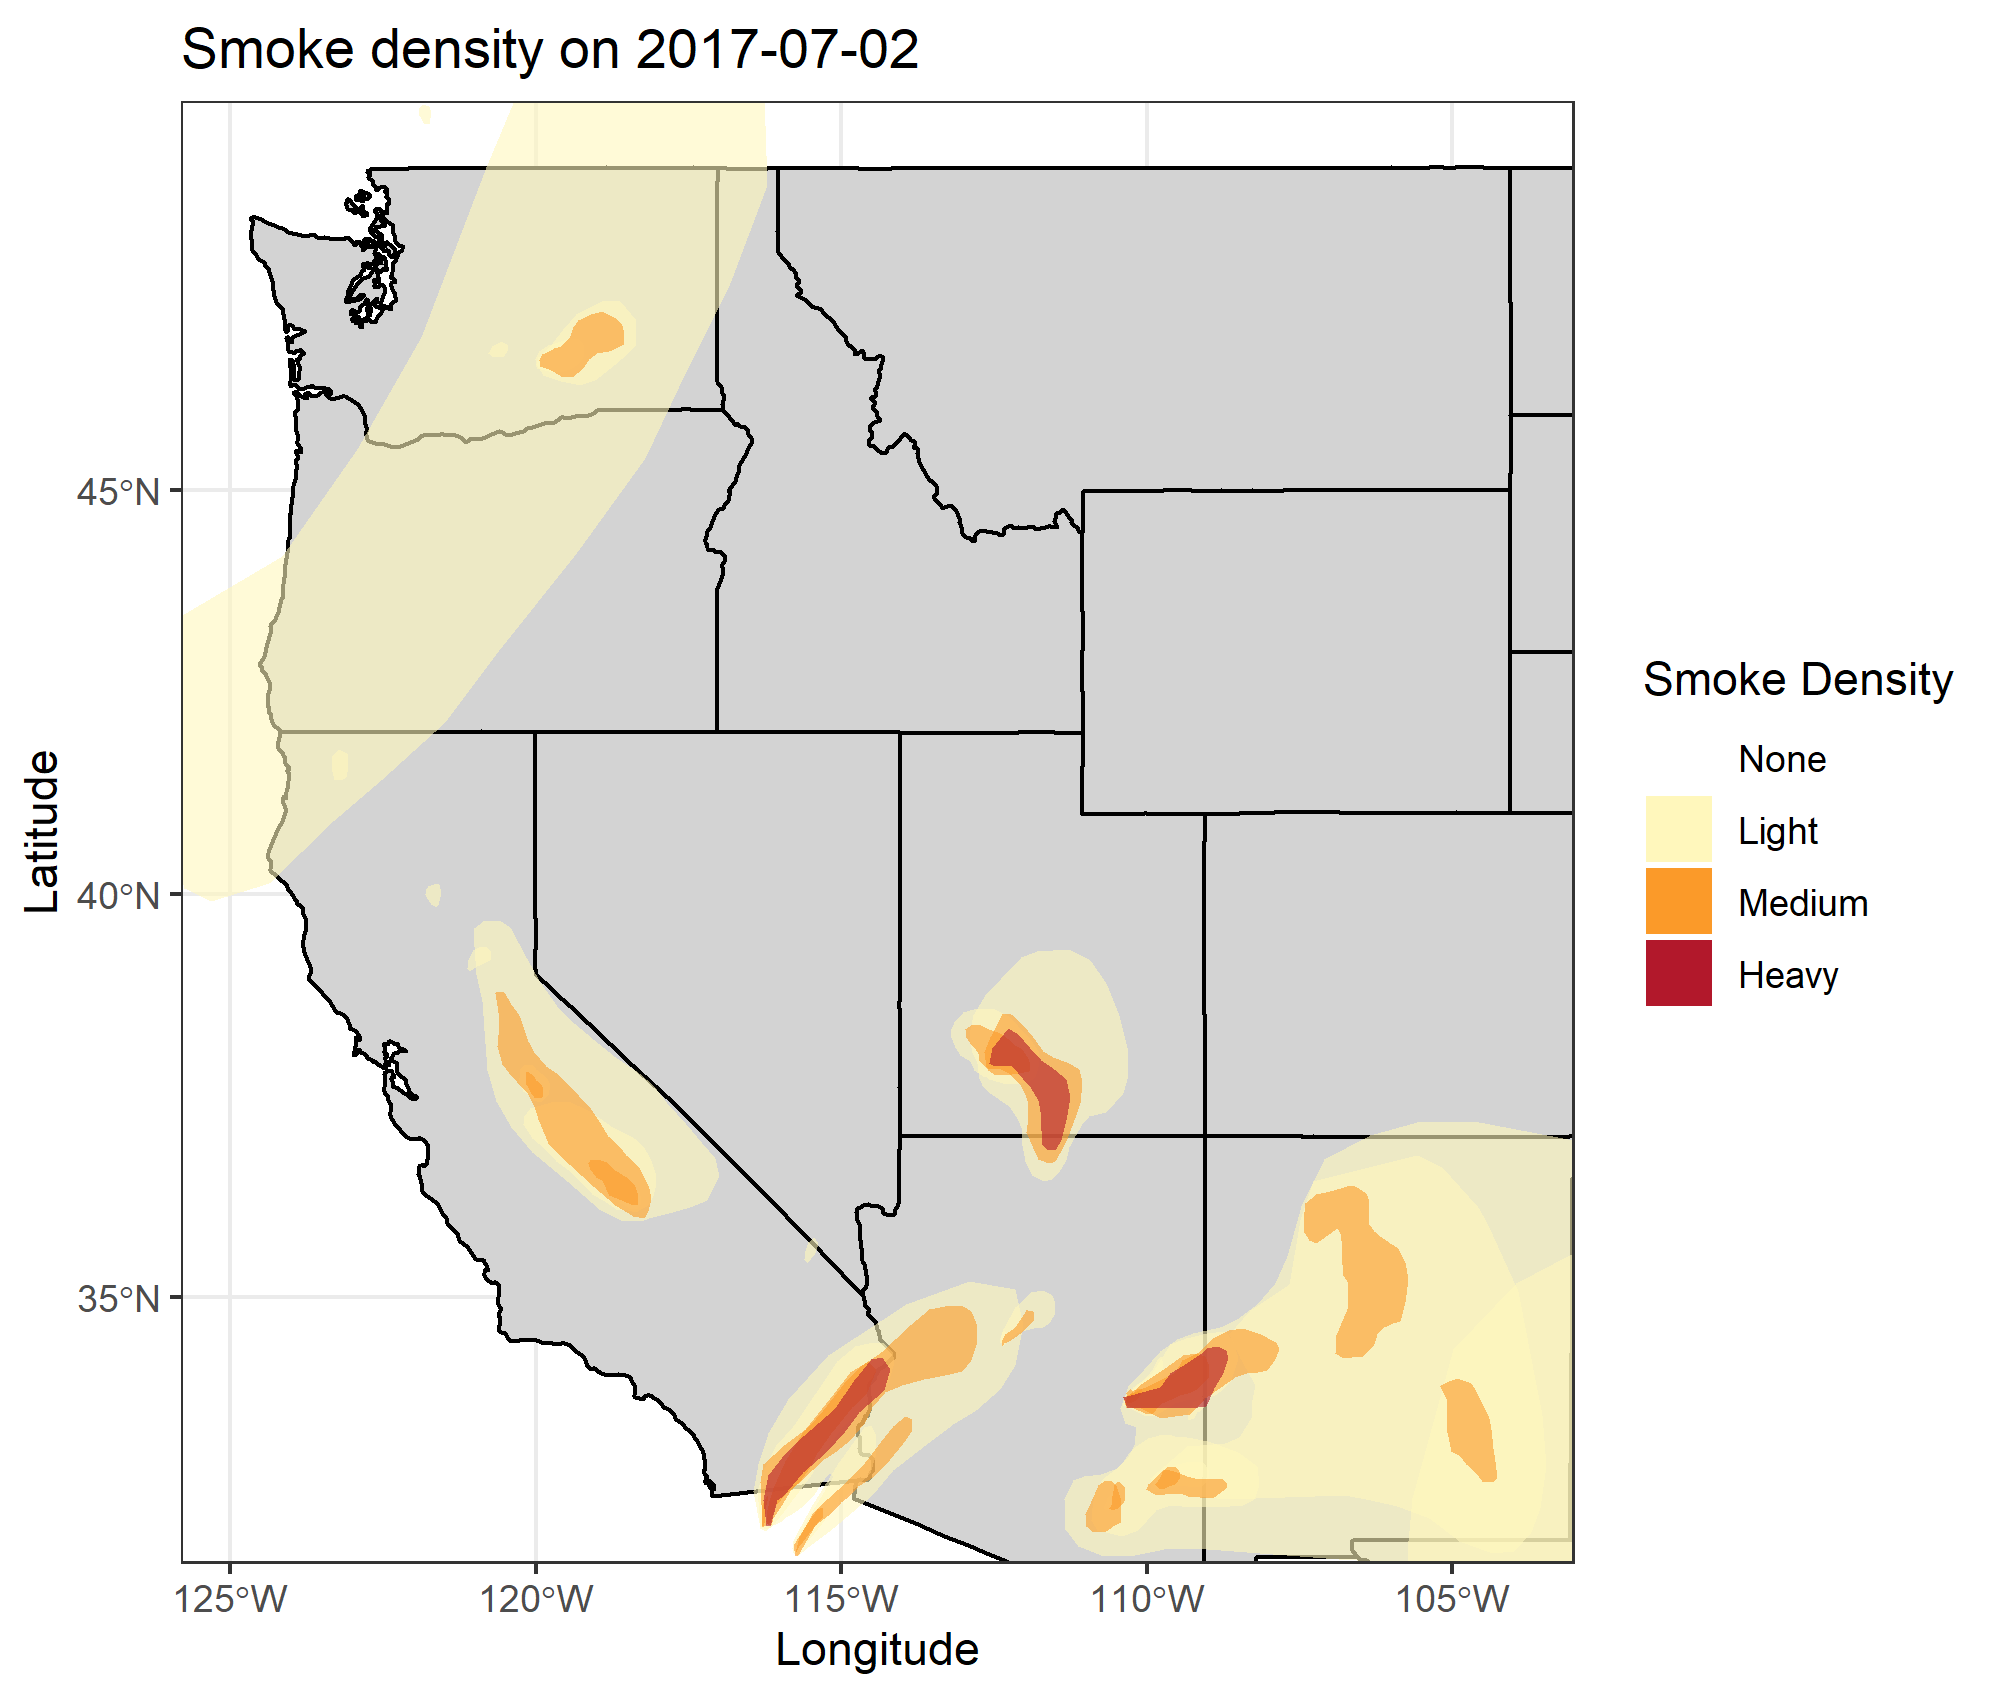 Smoke density on 2017-07-02
45°N
40°N
35°N
Latitude
125°W
120°W
115°W
110°W
105°W
Longitude
Smoke Density
None
Light
Medium
Heavy